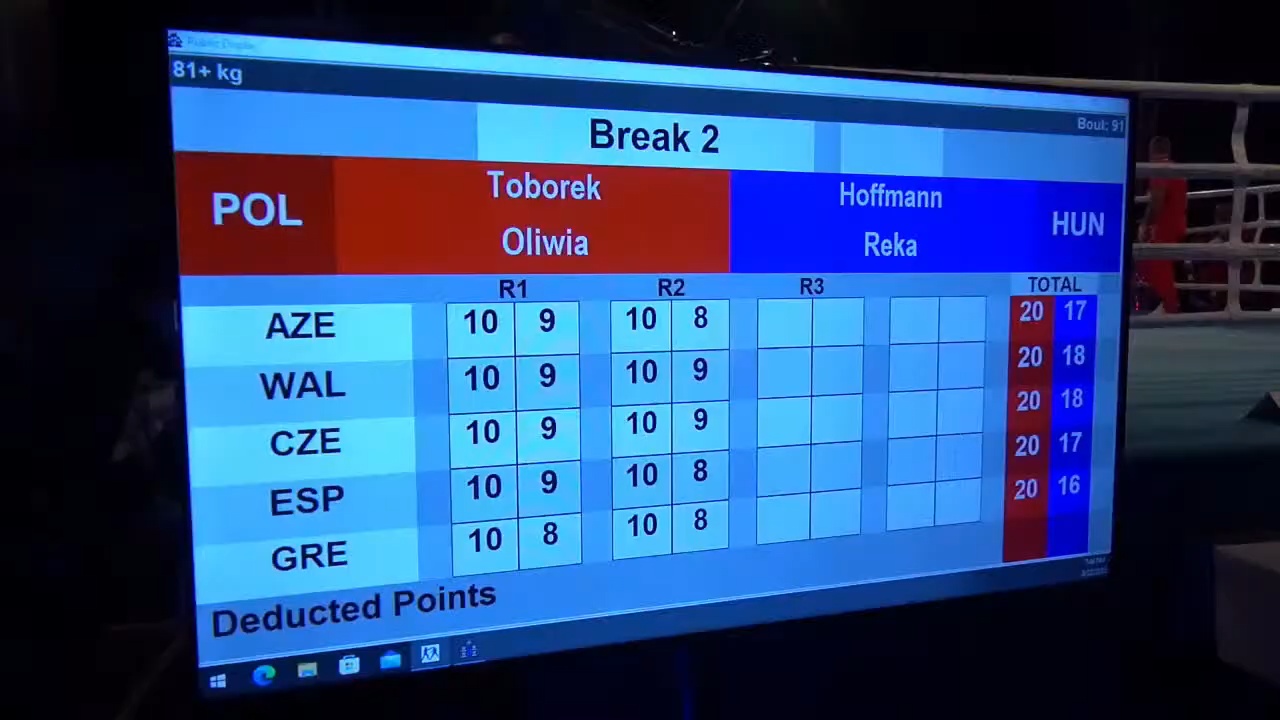 Public Display
81+ kg
Bout: 91
Break 2
POL
Toborek
Oliwia
Hoffmann
Reka
HUN
R1 R2 R3 TOTAL
AZE 10 9 10 8 20 17
WAL 10 9 10 9 20 18
CZE 10 9 10 9 20 18
ESP 10 9 10 8 20 17
GRE 10 8 10 8 20 16
Deducted Points